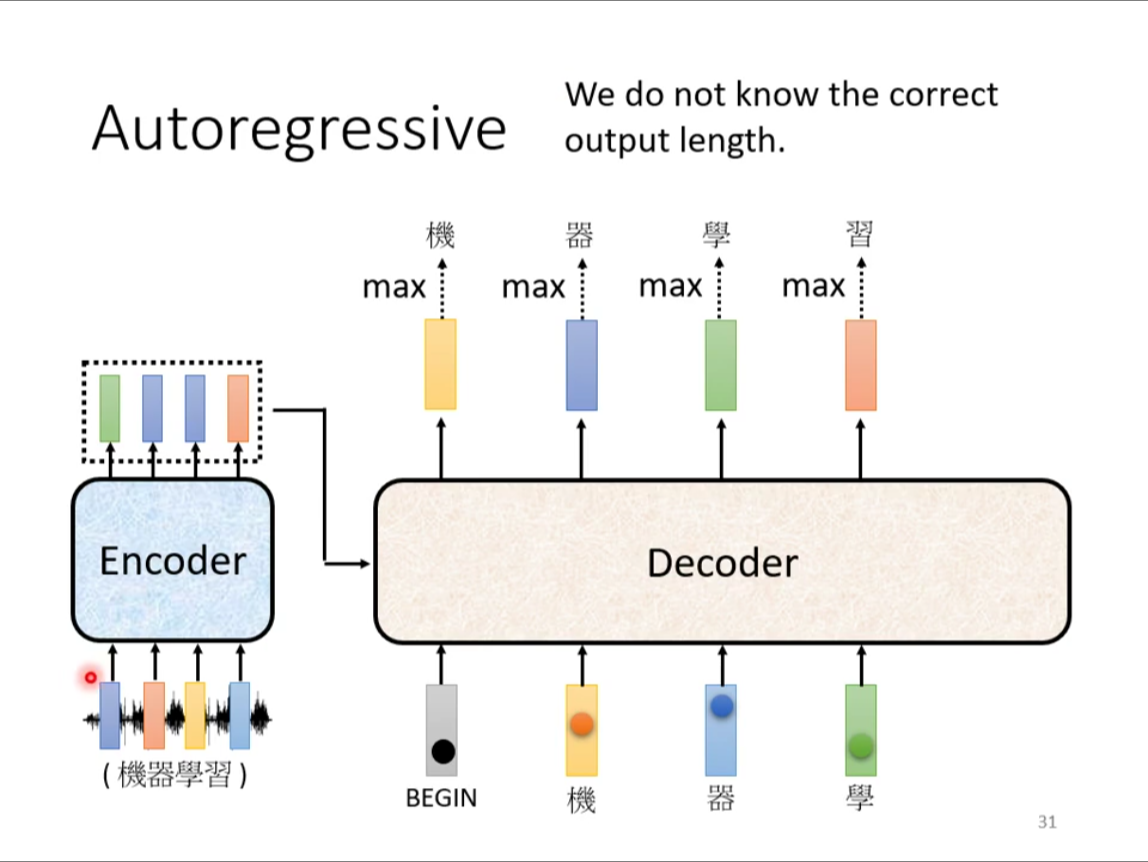 Autoregressive
We do not know the correct
output length.
機 器 學 習
max max max max
Encoder
Decoder
(機器學習)
BEGIN 機 器 學
31